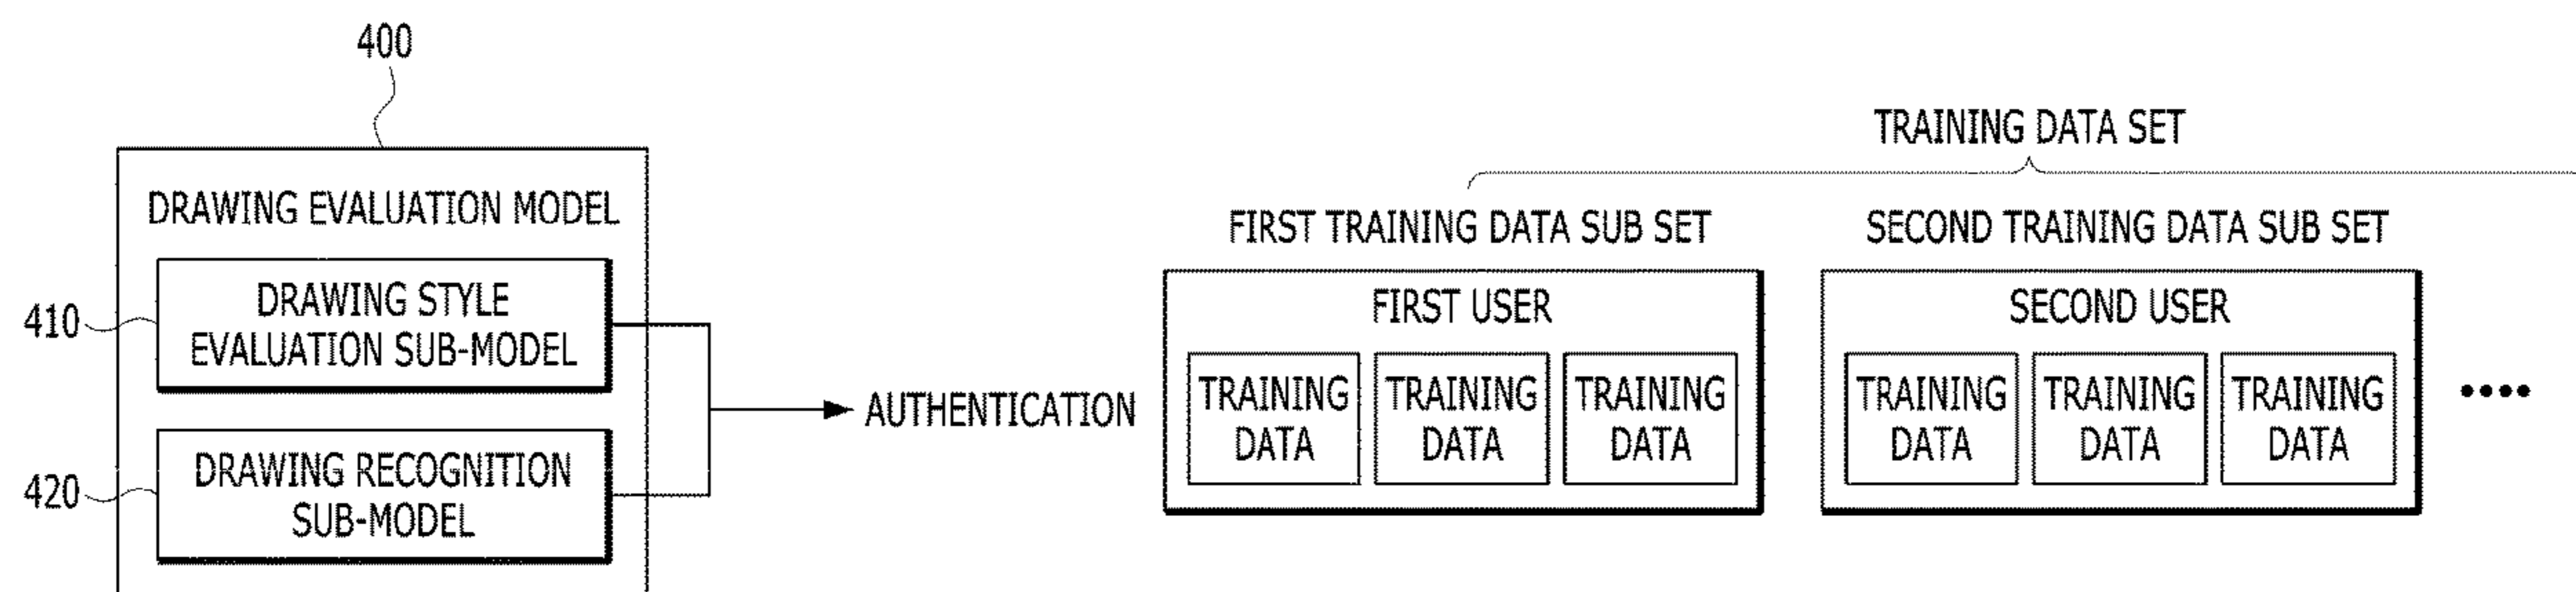 400
DRAWING EVALUATION MODEL
410
DRAWING STYLE
EVALUATION SUB-MODEL
420
DRAWING RECOGNITION
SUB-MODEL
AUTHENTICATION
TRAINING DATA SET
FIRST TRAINING DATA SUB SET
FIRST USER
TRAINING
DATA
TRAINING
DATA
TRAINING
DATA
SECOND TRAINING DATA SUB SET
SECOND USER
TRAINING
DATA
TRAINING
DATA
TRAINING
DATA
••••